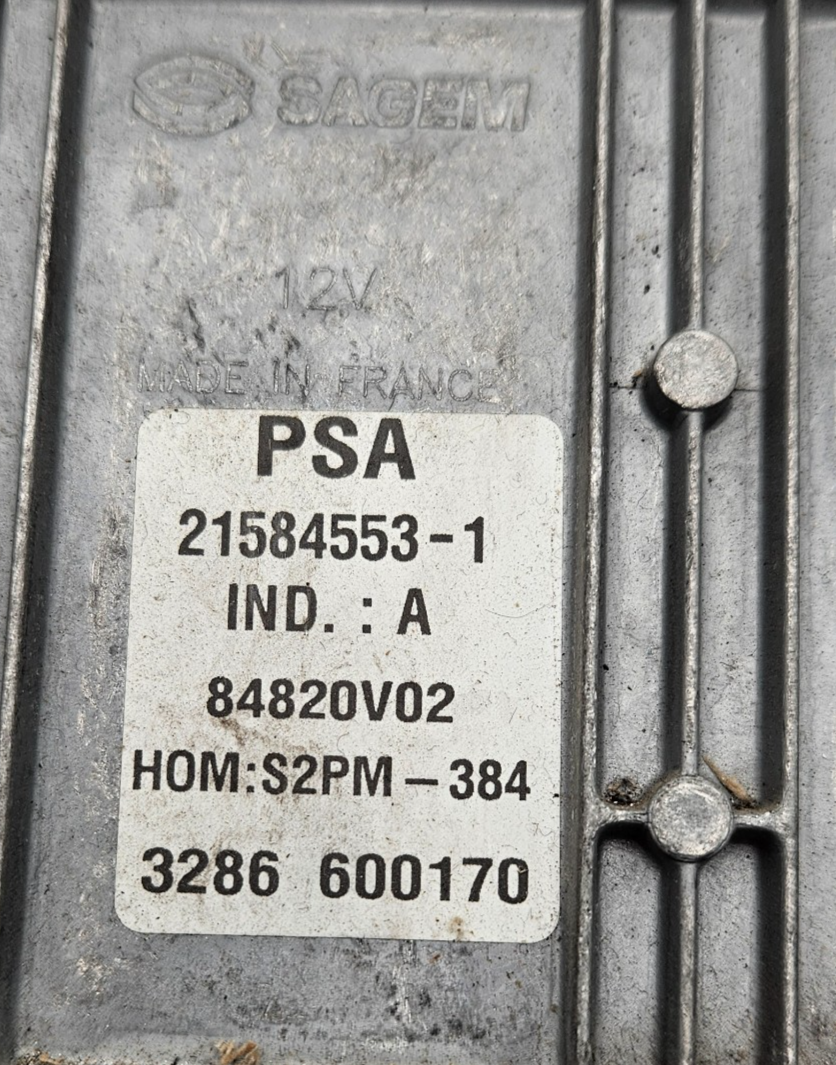 SAGEM
12V
MADE IN FRANCE
PSA
21584553-1
IND. : A
84820V02
HOM:S2PM-384
3286 600170